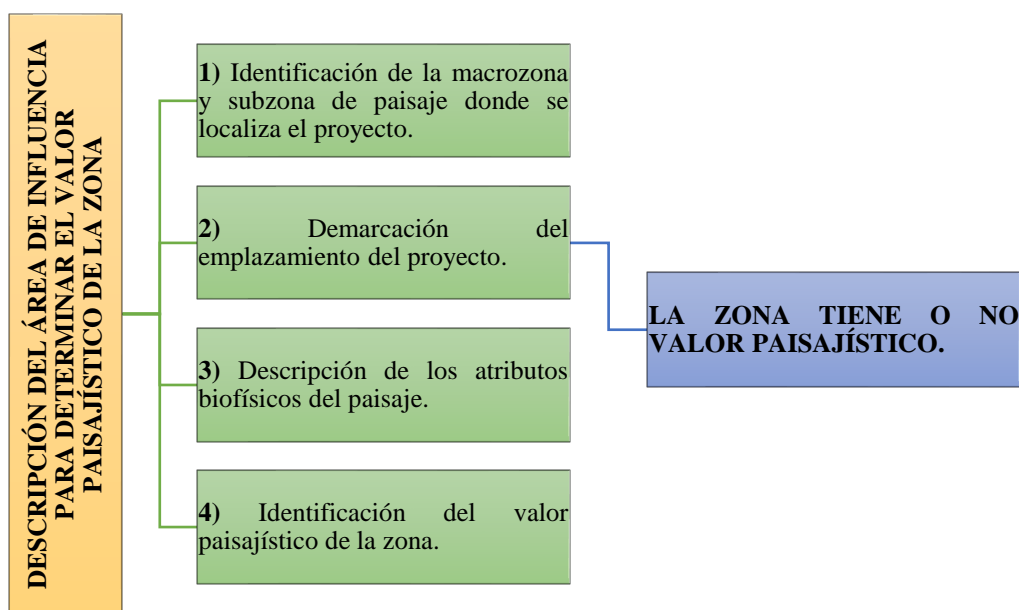 DESCRIPCIÓN DEL ÁREA DE INFLUENCIA
PARA DETERMINAR EL VALOR
PAISAJÍSTICO DE LA ZONA
1) Identificación de la macrozona
y subzona de paisaje donde se
localiza el proyecto.
2) Demarcación del
emplazamiento del proyecto.
3) Descripción de los atributos
biofísicos del paisaje.
4) Identificación del valor
paisajístico de la zona.
LA ZONA TIENE O NO
VALOR PAISAJÍSTICO.